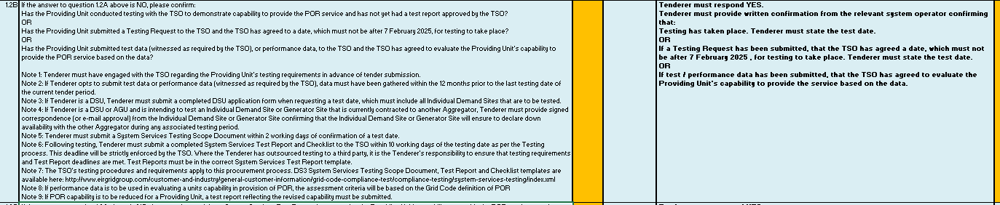 1.2B
If the answer to question 1.2A above is NO, please confirm:
Has the Providing Unit conducted testing with the TSO to demonstrate capability to provide the POR service and has not yet had a test report approved by the TSO?
OR
Has the Providing Unit submitted a Testing Request to the TSO and the TSO has agreed to a date, which must not be after 7 February 2025, for testing to take place?
OR
Has the Providing Unit submitted test data (witnessed as required by the TSO), or performance data, to the TSO and the TSO has agreed to evaluate the Providing Unit's capability to
provide the POR service based on the data?
Note 1: Tenderer must have engaged with the TSO regarding the Providing Unit's testing requirements in advance of tender submission.
Note 2: If Tenderer opts to submit test data or performance data (witnessed as required by the TSO), data must have been gathered within the 12 months prior to the last testing date of
the current tender period.
Note 3: If Tenderer is a DSU, Tenderer must submit a completed DSU application form when requesting a test date, which must include all Individual Demand Sites that are to be tested.
Note 4: If Tenderer is a DSU or AGU and is intending to test an Individual Demand Site or Generator Site that is currently contracted to another Aggregator, Tenderer must provide signed
correspondence (or e-mail approval) from the Individual Demand Site or Generator Site confirming that the Individual Demand Site or Generator Site will ensure to declare down
availability with the other Aggregator during any associated testing period.
Note 5: Tenderer must submit a System Services Testing Scope Document within 2 working days of confirmation of a test date.
Note 6: Following testing, Tenderer must submit a completed System Services Test Report and Checklist to the TSO within 10 working days of the testing date as per the Testing
process. This deadline will be strictly enforced by the TSO. Where the Tenderer has outsourced testing to a third party, it is the Tenderer's responsibility to ensure that testing requirements
and Test Report deadlines are met. Test Reports must be in the correct System Services Test Report template.
Note 7: The TSO's testing procedures and requirements apply to this procurement process. DS3 System Services Testing Scope Document, Test Report and Checklist templates are
available here: http://www.eirgridgroup.com/customer-and-industry/general-customer-information/grid-code-compliance-test/compliance-testing/system-services-testing/index.xml
Note 8: If performance data is to be used in evaluating a units capability in provision of POR, the assessment criteria will be based on the Grid Code definition of POR
Note 9: If POR capability is to be reduced for a Providing Unit, a test report reflecting the revised capability must be submitted.
Tenderer must respond YES.
Tenderer must provide written confirmation from the relevant system operator confirming
that:
Testing has taken place. Tenderer must state the test date.
OR
If a Testing Request has been submitted, that the TSO has agreed a date, which must not
be after 7 February 2025 , for testing to take place. Tenderer must state the test date.
OR
If test / performance data has been submitted, that the TSO has agreed to evaluate the
Providing Unit's capability to provide the service based on the data.